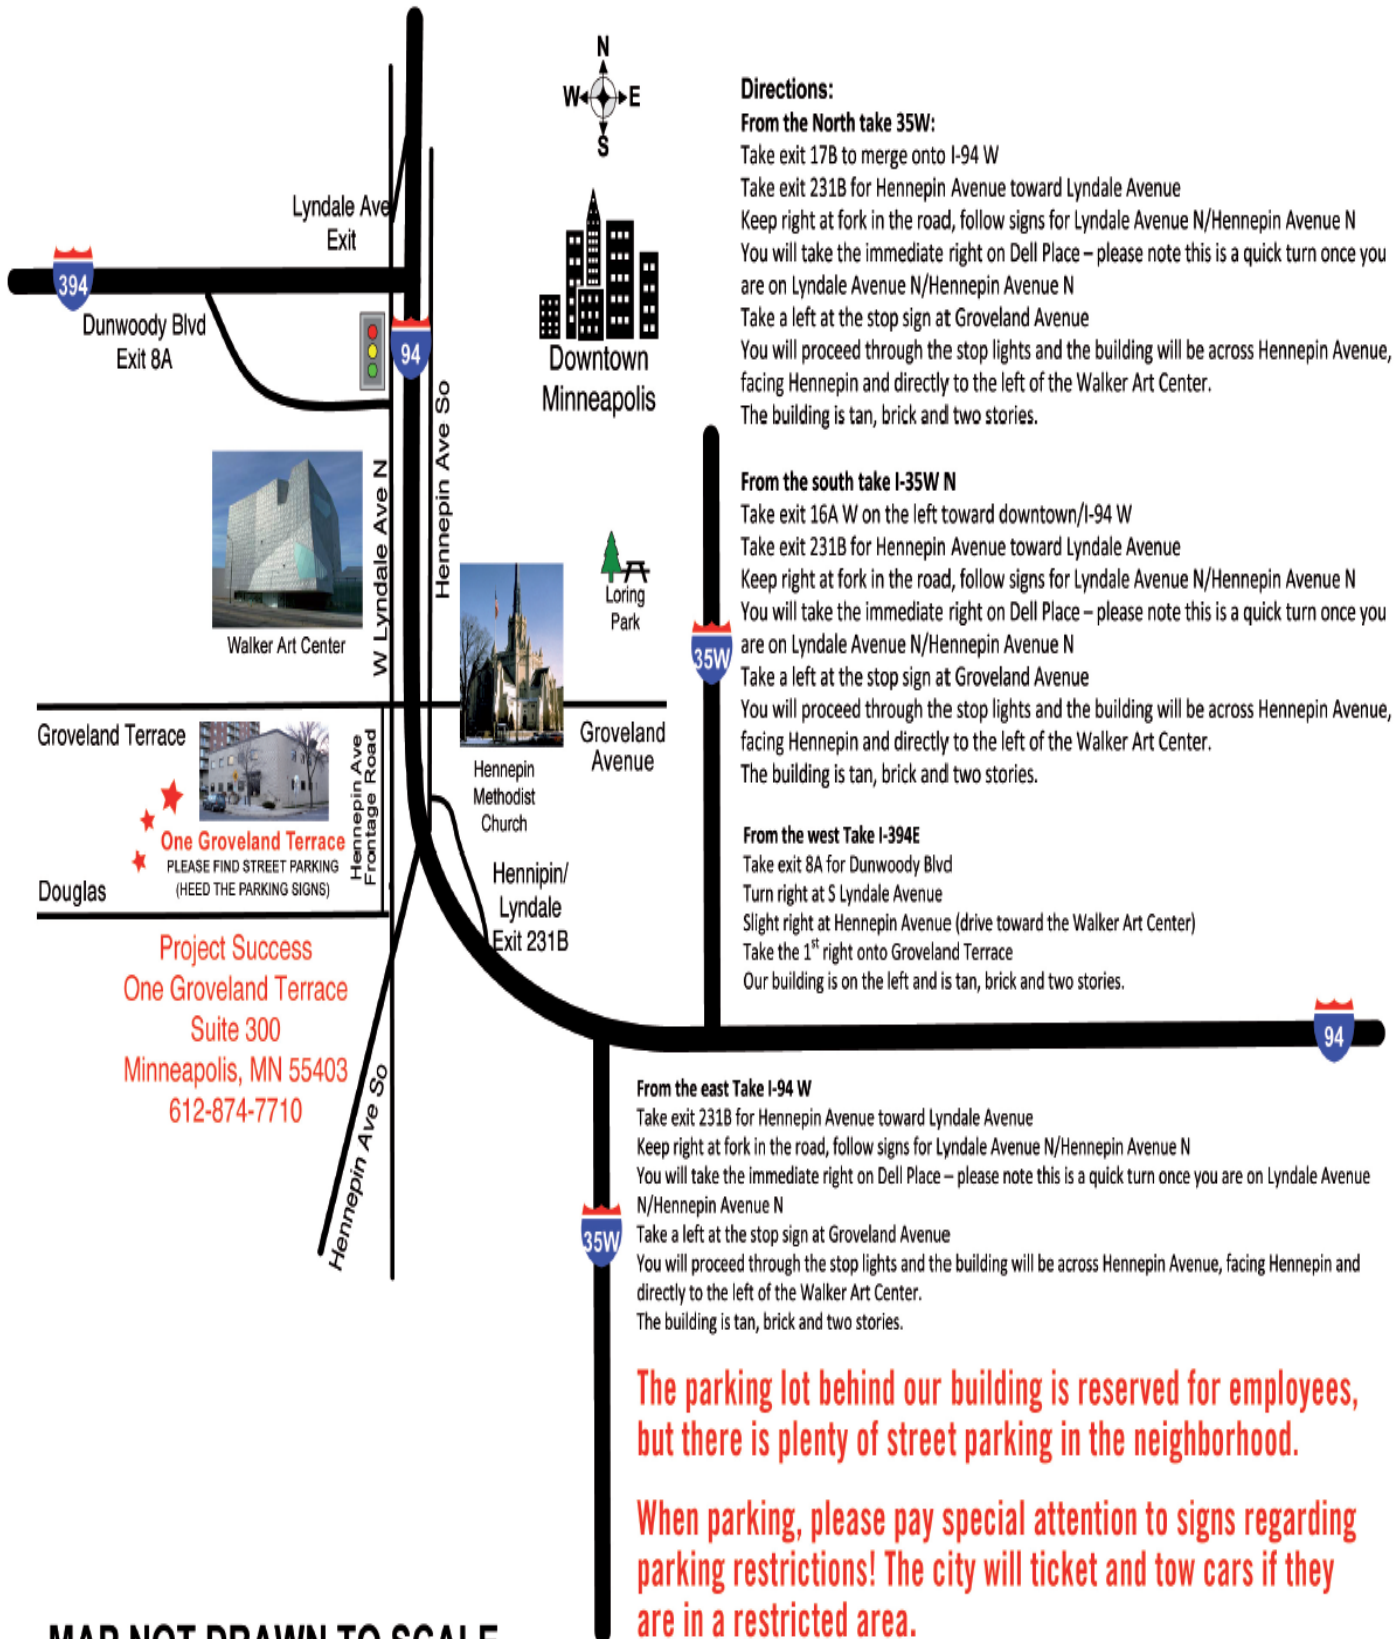 N
W E
S
Lyndale Ave
Exit
394
Dunwoody Blvd
Exit 8A
94
Downtown
Minneapolis
W Lyndale Ave N
Hennepin Ave So
Walker Art Center
Loring
Park
35W
Groveland Terrace
Groveland
Avenue
Hennepin
Methodist
Church
Hennepin Ave
Frontage Road
One Groveland Terrace
PLEASE FIND STREET PARKING
(HEED THE PARKING SIGNS)
Douglas
Hennipin/
Lyndale
Exit 231B
Project Success
One Groveland Terrace
Suite 300
Minneapolis, MN 55403
612-874-7710
Hennepin Ave So
94
35W
Directions:
From the North take 35W:
Take exit 17B to merge onto I-94 W
Take exit 231B for Hennepin Avenue toward Lyndale Avenue
Keep right at fork in the road, follow signs for Lyndale Avenue N/Hennepin Avenue N
You will take the immediate right on Dell Place – please note this is a quick turn once you
are on Lyndale Avenue N/Hennepin Avenue N
Take a left at the stop sign at Groveland Avenue
You will proceed through the stop lights and the building will be across Hennepin Avenue,
facing Hennepin and directly to the left of the Walker Art Center.
The building is tan, brick and two stories.
From the south take I-35W N
Take exit 16A W on the left toward downtown/I-94 W
Take exit 231B for Hennepin Avenue toward Lyndale Avenue
Keep right at fork in the road, follow signs for Lyndale Avenue N/Hennepin Avenue N
You will take the immediate right on Dell Place – please note this is a quick turn once you
are on Lyndale Avenue N/Hennepin Avenue N
Take a left at the stop sign at Groveland Avenue
You will proceed through the stop lights and the building will be across Hennepin Avenue,
facing Hennepin and directly to the left of the Walker Art Center.
The building is tan, brick and two stories.
From the west Take I-394E
Take exit 8A for Dunwoody Blvd
Turn right at S Lyndale Avenue
Slight right at Hennepin Avenue (drive toward the Walker Art Center)
Take the 1st right onto Groveland Terrace
Our building is on the left and is tan, brick and two stories.
From the east Take I-94 W
Take exit 231B for Hennepin Avenue toward Lyndale Avenue
Keep right at fork in the road, follow signs for Lyndale Avenue N/Hennepin Avenue N
You will take the immediate right on Dell Place – please note this is a quick turn once you are on Lyndale Avenue
N/Hennepin Avenue N
Take a left at the stop sign at Groveland Avenue
You will proceed through the stop lights and the building will be across Hennepin Avenue, facing Hennepin and
directly to the left of the Walker Art Center.
The building is tan, brick and two stories.
The parking lot behind our building is reserved for employees,
but there is plenty of street parking in the neighborhood.
When parking, please pay special attention to signs regarding
parking restrictions! The city will ticket and tow cars if they
are in a restricted area.
MAP NOT DRAWN TO SCALE